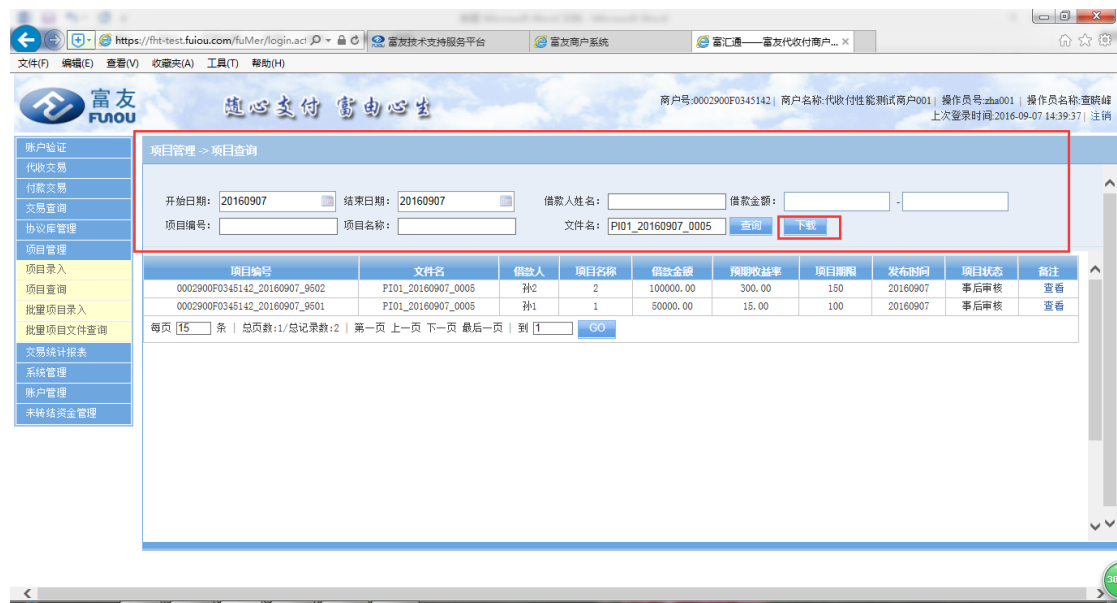 https://fht-test.fuiou.com/fuMer/login.act
富友技术支持服务平台
富友商户系统
富汇通——富友代收付商户... ×
文件(F) 编辑(E) 查看(V) 收藏夹(A) 工具(T) 帮助(H)
富友
FUIOU
随心支付 富由心生
商户号:0002900F0345142| 商户名称:代收付性能测试商户001| 操作员号:zha001 | 操作员名称:查晓峰
上次登录时间:2016-09-07 14:39:37| 注销
账户验证
代收交易
付款交易
交易查询
协议库管理
项目管理
项目录入
项目查询
批量项目录入
批量项目文件查询
交易统计报表
系统管理
账户管理
未转结资金管理
项目管理 -> 项目查询
开始日期: 20160907 结束日期: 20160907 借款人姓名: 借款金额: -
项目编号: 项目名称: 文件名: PI01_20160907_0005 查询 下载
项目编号 文件名 借款人 项目名称 借款金额 预期收益率 项目期限 发布时间 项目状态 备注
0002900F0345142_20160907_9502 PI01_20160907_0005 孙2 2 100000.00 300.00 150 20160907 事后审核 查看
0002900F0345142_20160907_9501 PI01_20160907_0005 孙1 1 50000.00 15.00 100 20160907 事后审核 查看
每页 15 条 | 总页数:1/总记录数:2 | 第一页 上一页 下一页 最后一页 | 到 1 GO
38